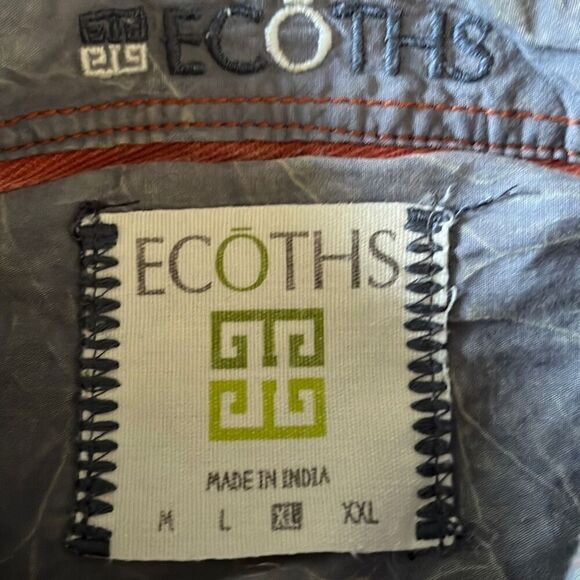 ECŌTHS
ECŌTHS
MADE IN INDIA
M L XL XXL